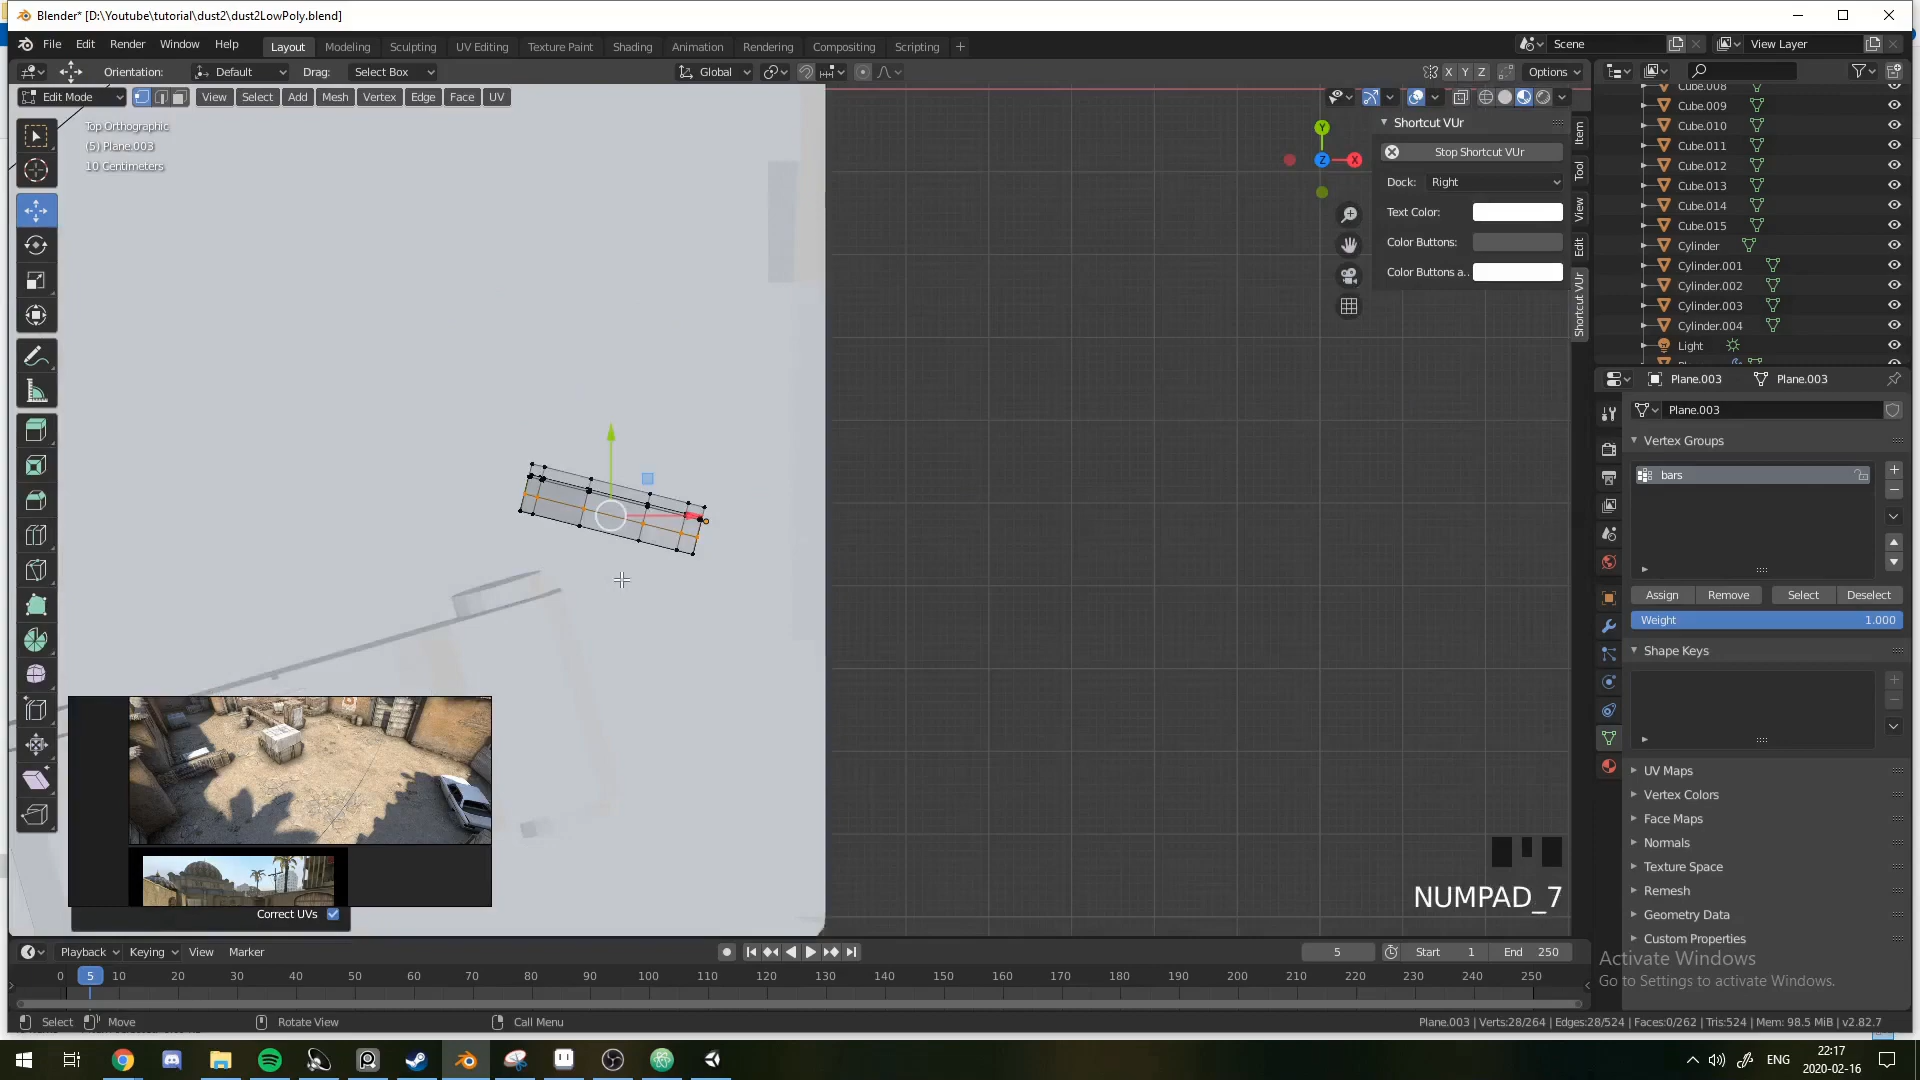 Blender* [D:\Youtube\tutorial\dust2\dust2LowPoly.blend]
File Edit Render Window Help Layout Modeling Sculpting UV Editing Texture Paint Shading Animation Rendering Compositing Scripting + Scene View Layer
Orientation: Default Drag: Select Box Global X Y Z Options
Edit Mode View Select Add Mesh Vertex Edge Face UV
Top Orthographic
(5) Plane.003
10 Centimeters
Y
Z
X
Shortcut VUr
Stop Shortcut VUr
Dock: Right
Text Color:
Color Buttons:
Color Buttons a..
Item
Tool
View
Edit
Shortcut VUr
Cube.008
Cube.009
Cube.010
Cube.011
Cube.012
Cube.013
Cube.014
Cube.015
Cylinder
Cylinder.001
Cylinder.002
Cylinder.003
Cylinder.004
Light
Plane.003 Plane.003
Plane.003
Vertex Groups
bars
Assign Remove Select Deselect
Weight 1.000
Shape Keys
UV Maps
Vertex Colors
Face Maps
Normals
Texture Space
Remesh
Geometry Data
Custom Properties
Activate Windows
Go to Settings to activate Windows.
NUMPAD_7
Correct UVs
Playback Keying View Marker 5 Start 1 End 250
0 5 10 20 30 40 50 60 70 80 90 100 110 120 130 140 150 160 170 180 190 200 210 220 230 240 250
Select Move Rotate View Call Menu Plane.003 | Verts:28/264 | Edges:28/524 | Faces:0/262 | Tris:524 | Mem: 98.5 MiB | v2.82.7
ENG 22:17
2020-02-16